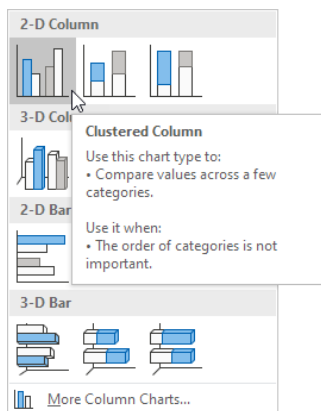 2-D Column
3-D Col
Clustered Column
Use this chart type to:
• Compare values across a few
categories.
Use it when:
• The order of categories is not
important.
2-D Bar
3-D Bar
More Column Charts...